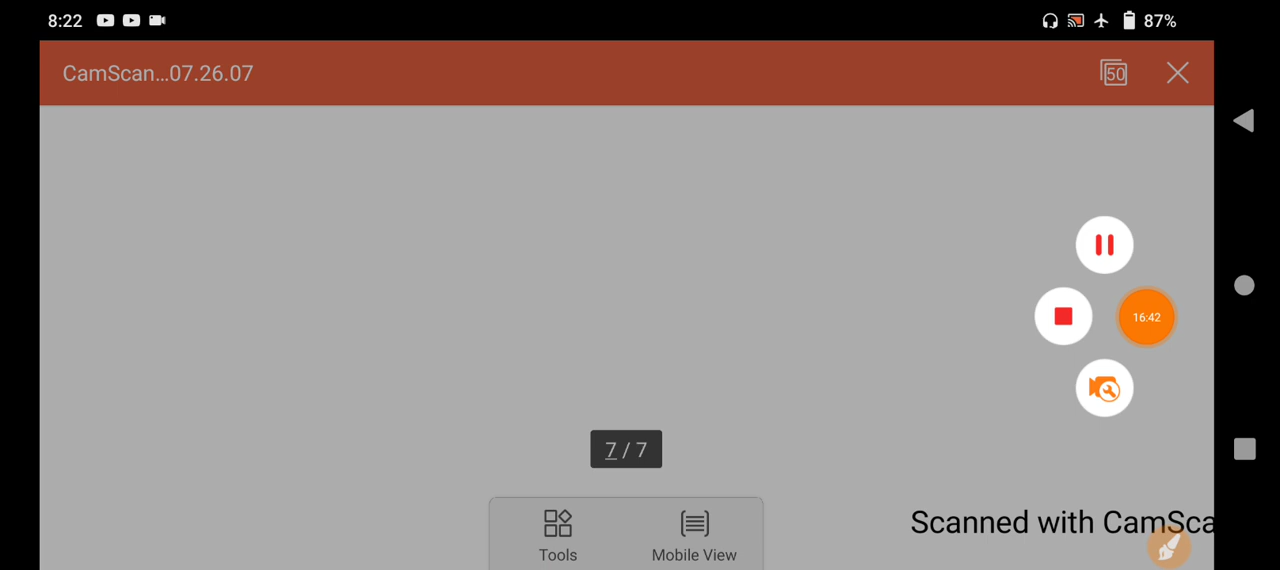 8:22
87%
CamScan...07.26.07
50
16:42
7 / 7
Tools
Mobile View
Scanned with CamSca